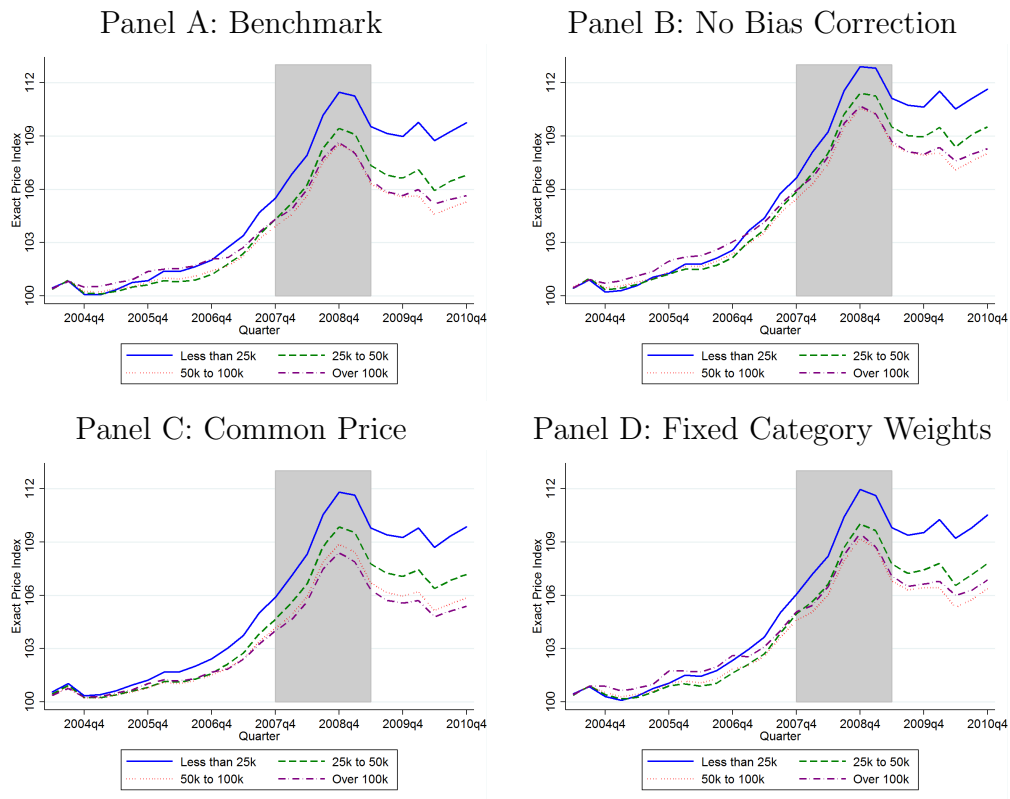 Panel A: Benchmark
Exact Price Index
112
109
106
103
100
2004q4 2005q4 2006q4 2007q4 2008q4 2009q4 2010q4
Quarter
Less than 25k 25k to 50k
50k to 100k Over 100k
Panel B: No Bias Correction
Exact Price Index
112
109
106
103
100
2004q4 2005q4 2006q4 2007q4 2008q4 2009q4 2010q4
Quarter
Less than 25k 25k to 50k
50k to 100k Over 100k
Panel C: Common Price
Exact Price Index
112
109
106
103
100
2004q4 2005q4 2006q4 2007q4 2008q4 2009q4 2010q4
Quarter
Less than 25k 25k to 50k
50k to 100k Over 100k
Panel D: Fixed Category Weights
Exact Price Index
112
109
106
103
100
2004q4 2005q4 2006q4 2007q4 2008q4 2009q4 2010q4
Quarter
Less than 25k 25k to 50k
50k to 100k Over 100k